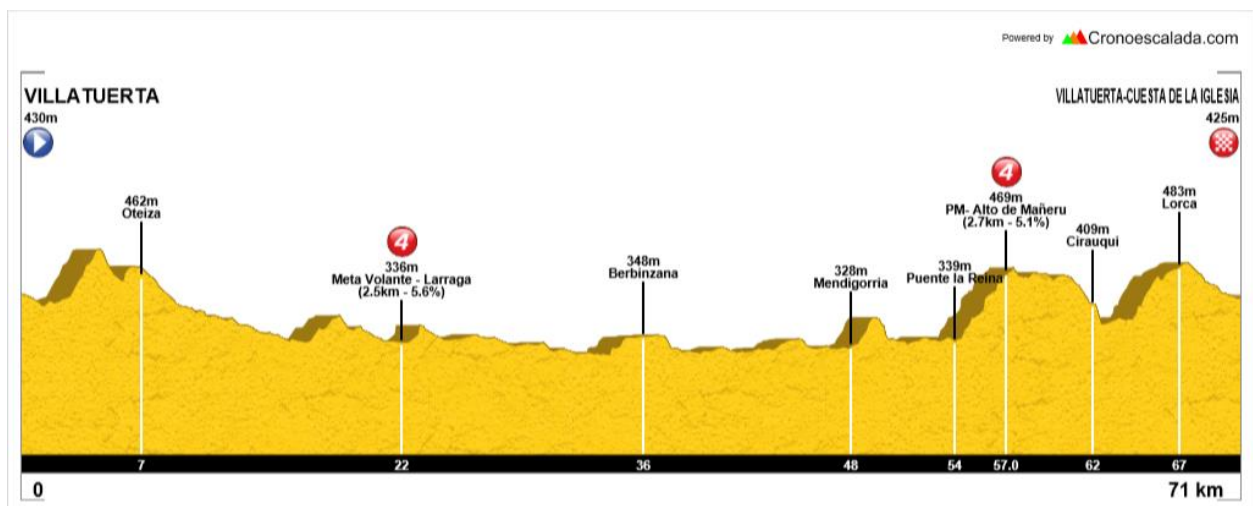 Powered by Cronoescalada.com
VILLATUERTA
430m
VILLATUERTA-CUESTA DE LA IGLESIA
425m
462m
Oteiza
4
336m
Meta Volante - Larraga
(2.5km - 5.6%)
348m
Berbinzana
328m
Mendigorria
339m
Puente la Reina
4
469m
PM- Alto de Mañeru
(2.7km - 5.1%)
409m
Cirauqui
483m
Lorca
7 22 36 48 54 57.0 62 67
0 71 km